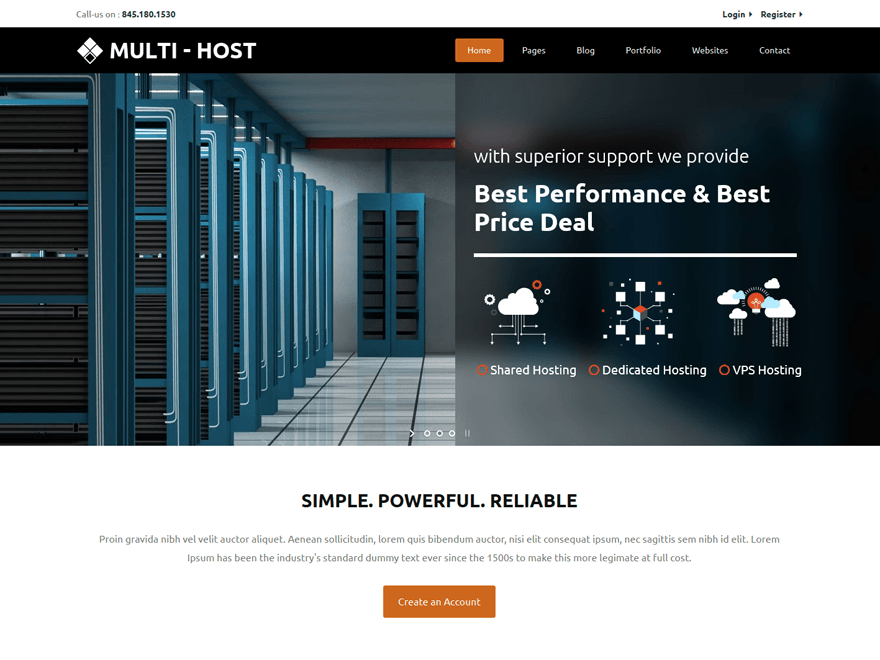 Call-us on : 845.180.1530
Login Register
MULTI - HOST
Home Pages Blog Portfolio Websites Contact
with superior support we provide
Best Performance & Best
Price Deal
Shared Hosting Dedicated Hosting VPS Hosting
SIMPLE. POWERFUL. RELIABLE
Proin gravida nibh vel velit auctor aliquet. Aenean sollicitudin, lorem quis bibendum auctor, nisi elit consequat ipsum, nec sagittis sem nibh id elit. Lorem
Ipsum has been the industry's standard dummy text ever since the 1500s to make this more legimate at full cost.
Create an Account